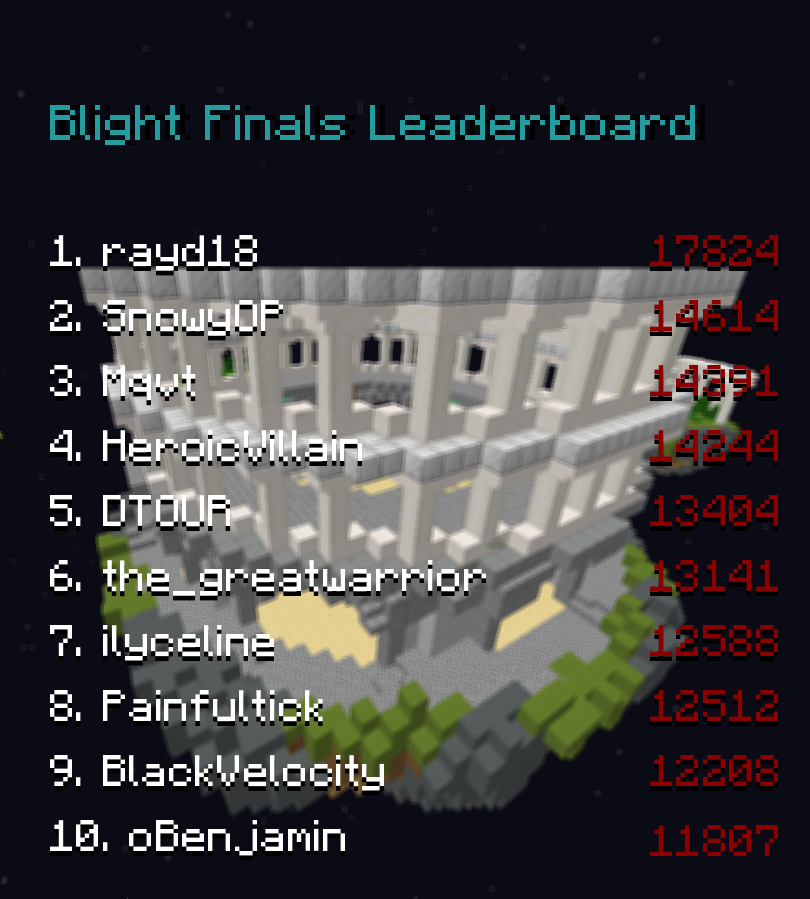 Blight Finals Leaderboard
1. rayd18 17824
2. SnowyOP 14614
3. Mqvt 14391
4. HeroicVillain 14244
5. DTOUR 13404
6. the_greatwarrior 13141
7. ilyceline 12588
8. Painfultick 12512
9. BlackVelocity 12208
10. oBenjamin 11807